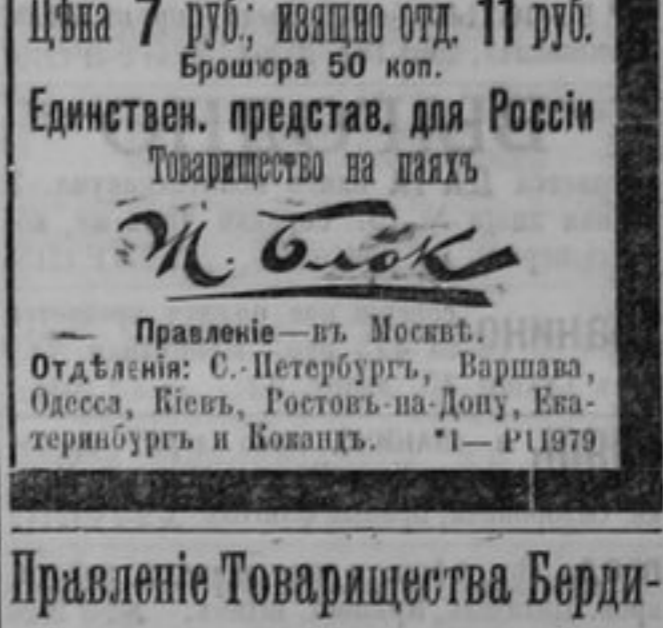 Цѣна 7 руб.; изящно отд. 11 руб.
Брошюра 50 коп.
Единствен. представ. для Россіи
Товарищество на паяхъ
Ж. Блок
— Правленіе—въ Москвѣ.
Отдѣленія: С.-Петербургъ, Варшава,
Одесса, Кіевъ, Ростовъ-на-Дону, Ека-
теринбургъ и Кокандъ. *1—Р11979
Правленіе Товарищества Берди-